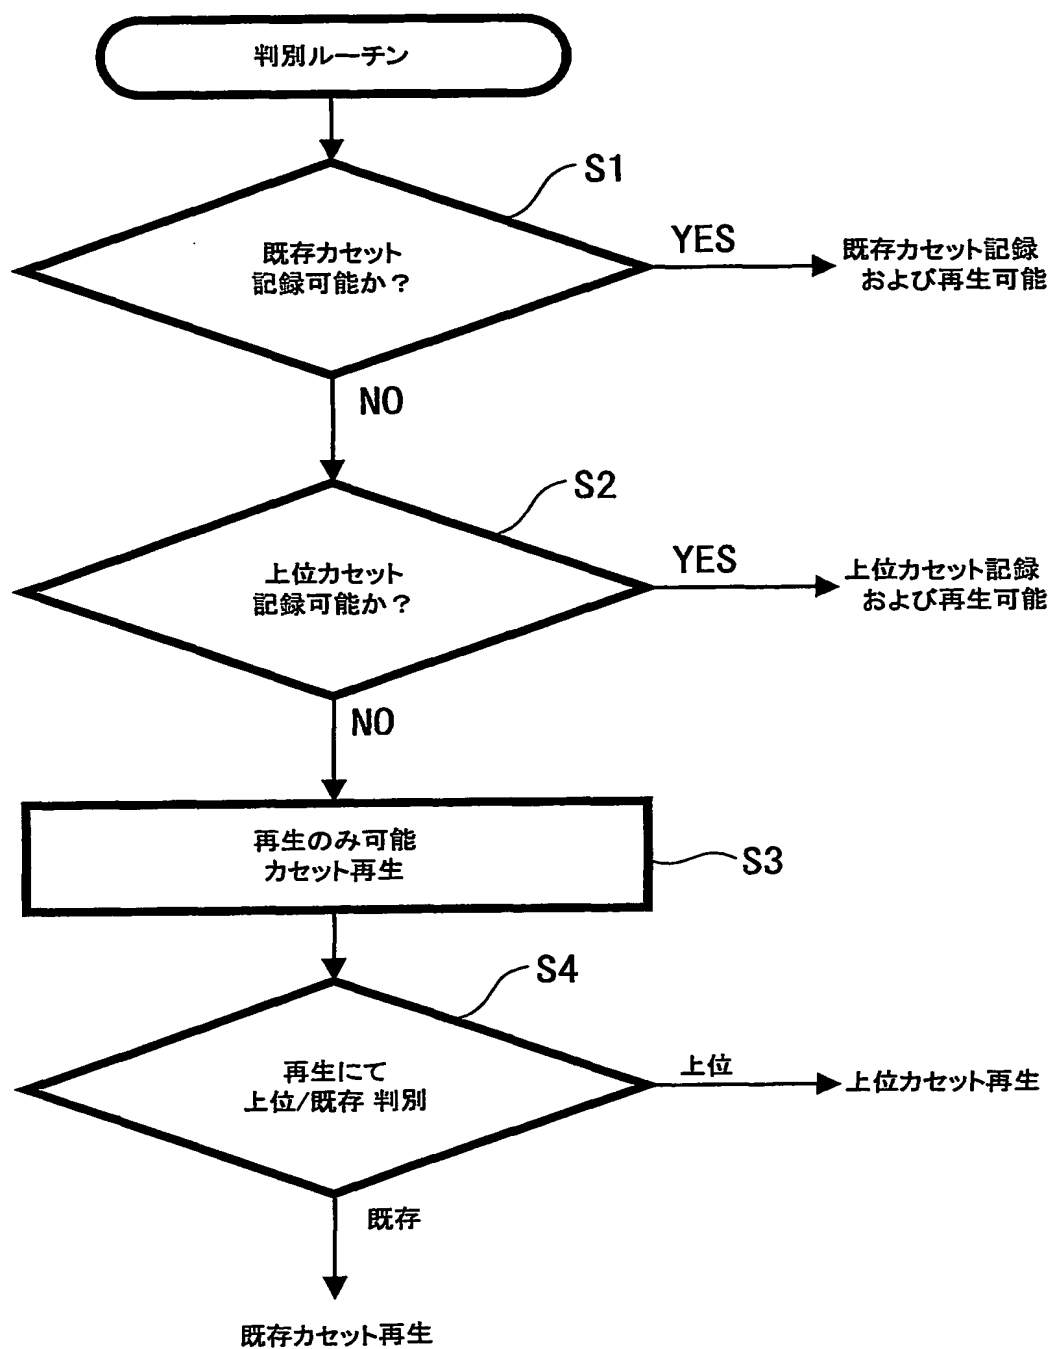 判別ルーチン
S1
既存カセット
記録可能か？
YES
既存カセット記録
および再生可能
NO
S2
上位カセット
記録可能か？
YES
上位カセット記録
および再生可能
NO
再生のみ可能
カセット再生
S3
S4
再生にて
上位/既存 判別
上位
上位カセット再生
既存
既存カセット再生